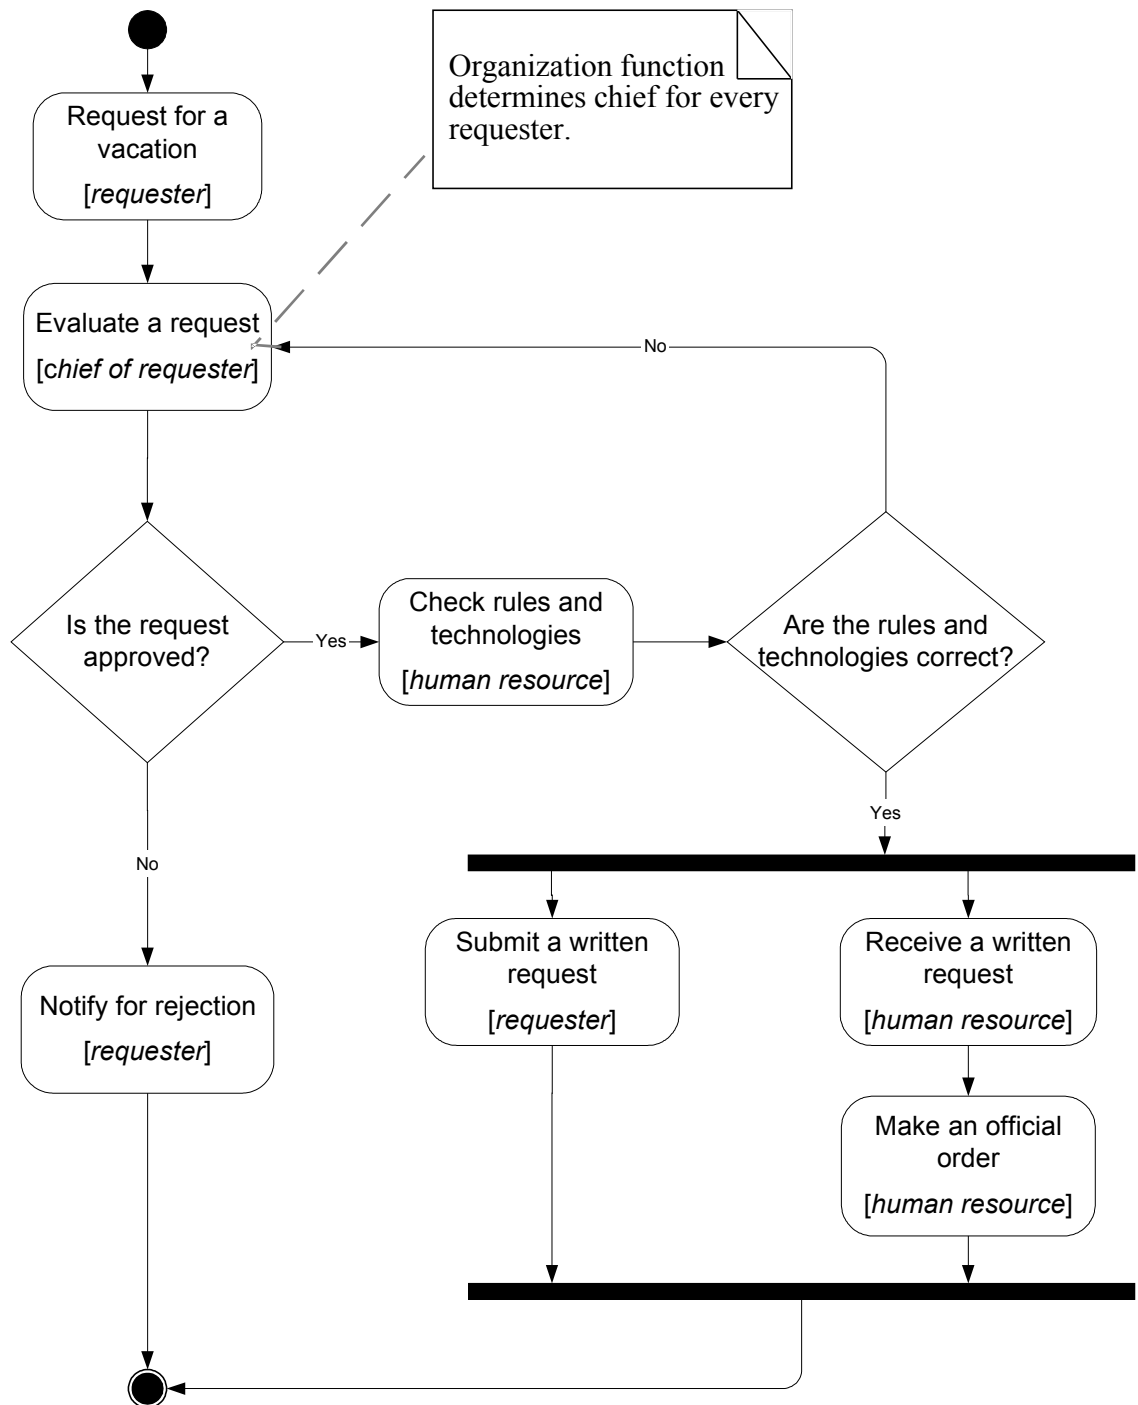 Organization function
determines chief for every
requester.
Request for a
vacation
[requester]
Evaluate a request
[chief of requester]
No
Is the request
approved?
Yes
Check rules and
technologies
[human resource]
Are the rules and
technologies correct?
Yes
No
Submit a written
request
[requester]
Receive a written
request
[human resource]
Notify for rejection
[requester]
Make an official
order
[human resource]